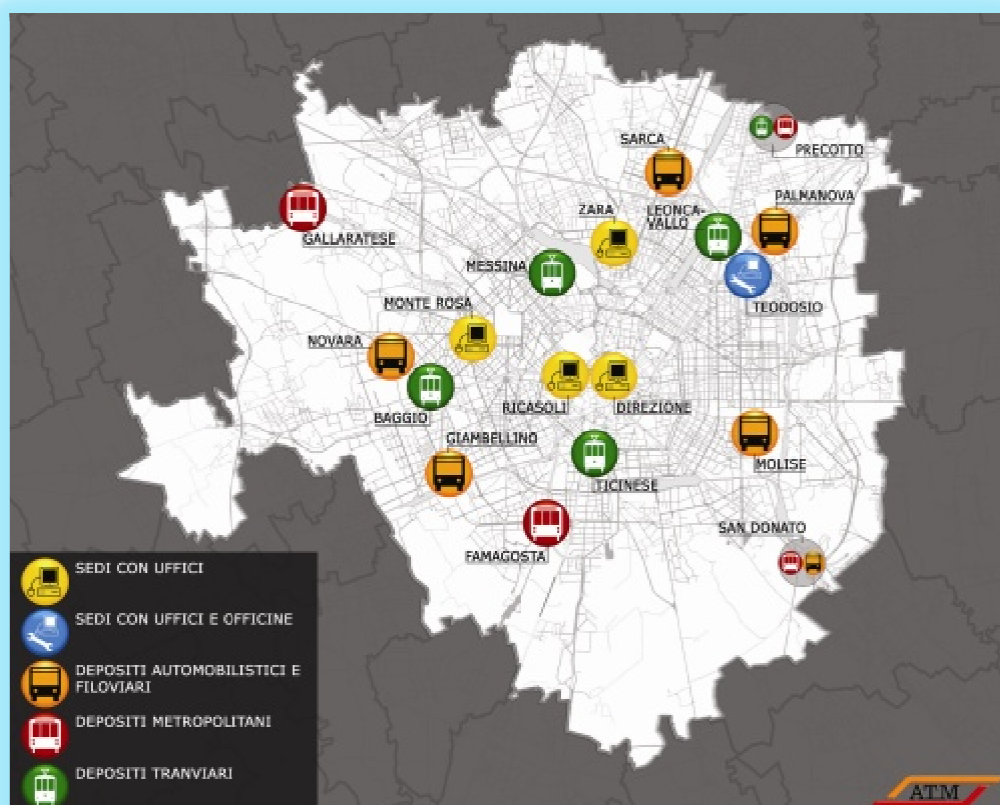 SARCA
PRECOTTO
PALMANOVA
ZARA
LEONCA-
VALLO
GALLARATESE
MESSINA
TEODOSIO
MONTE ROSA
NOVARA
RICASOLI
DIREZIONE
BAGGIO
GIAMBELLINO
MOLISE
TICINESE
SAN DONATO
FAMAGOSTA
SEDI CON UFFICI
SEDI CON UFFICI E OFFICINE
DEPOSITI AUTOMOBILISTICI E
FILOVIARI
DEPOSITI METROPOLITANI
DEPOSITI TRANVIARI
ATM